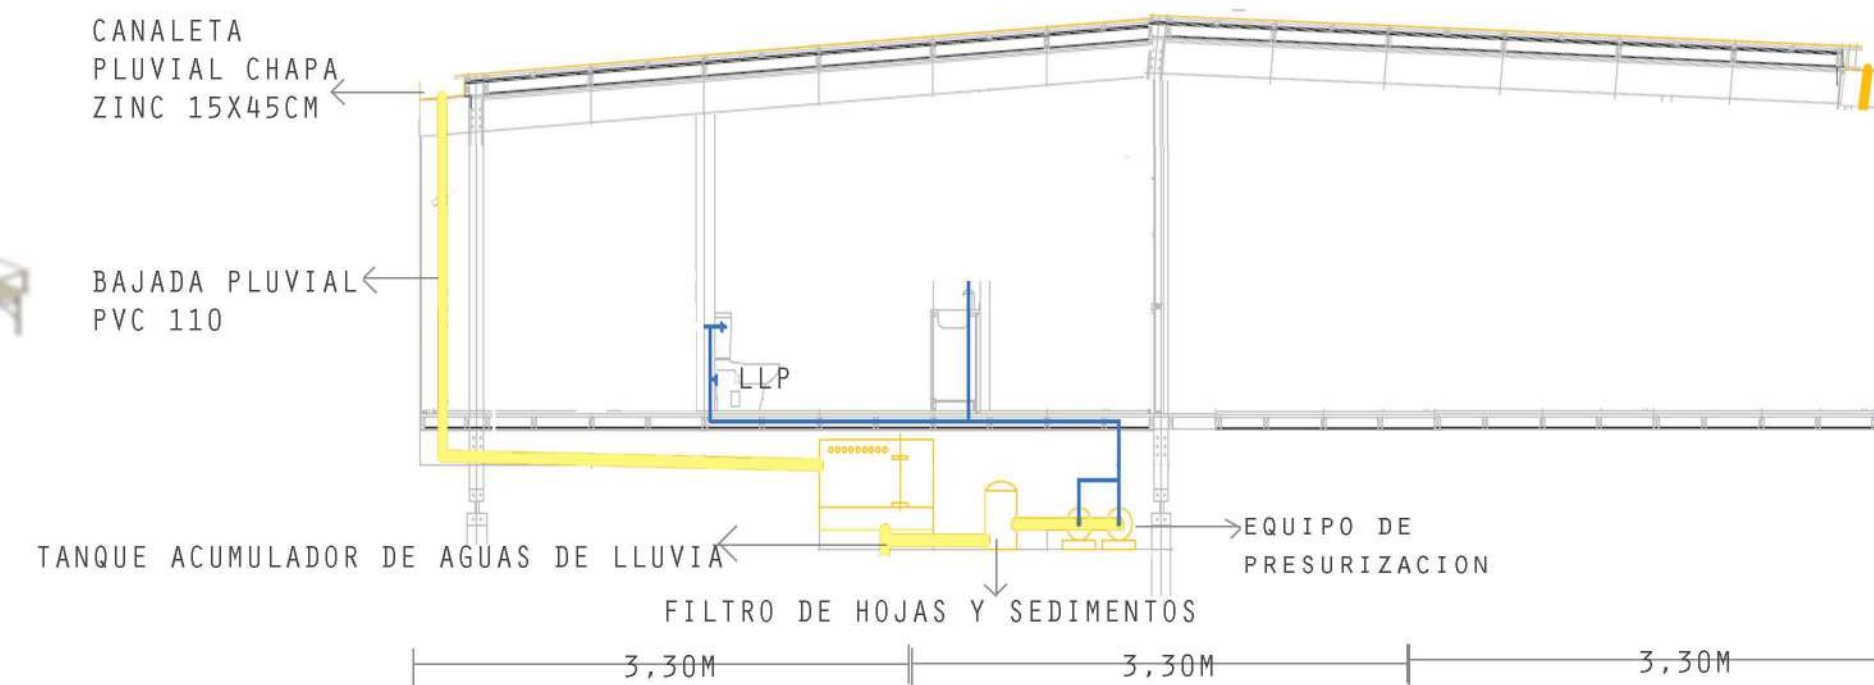 CANALETA
PLUVIAL CHAPA
ZINC 15X45CM
BAJADA PLUVIAL
PVC 110
LLP
TANQUE ACUMULADOR DE AGUAS DE LLUVIA
EQUIPO DE
PRESURIZACION
FILTRO DE HOJAS Y SEDIMENTOS
3,30M 3,30M 3,30M